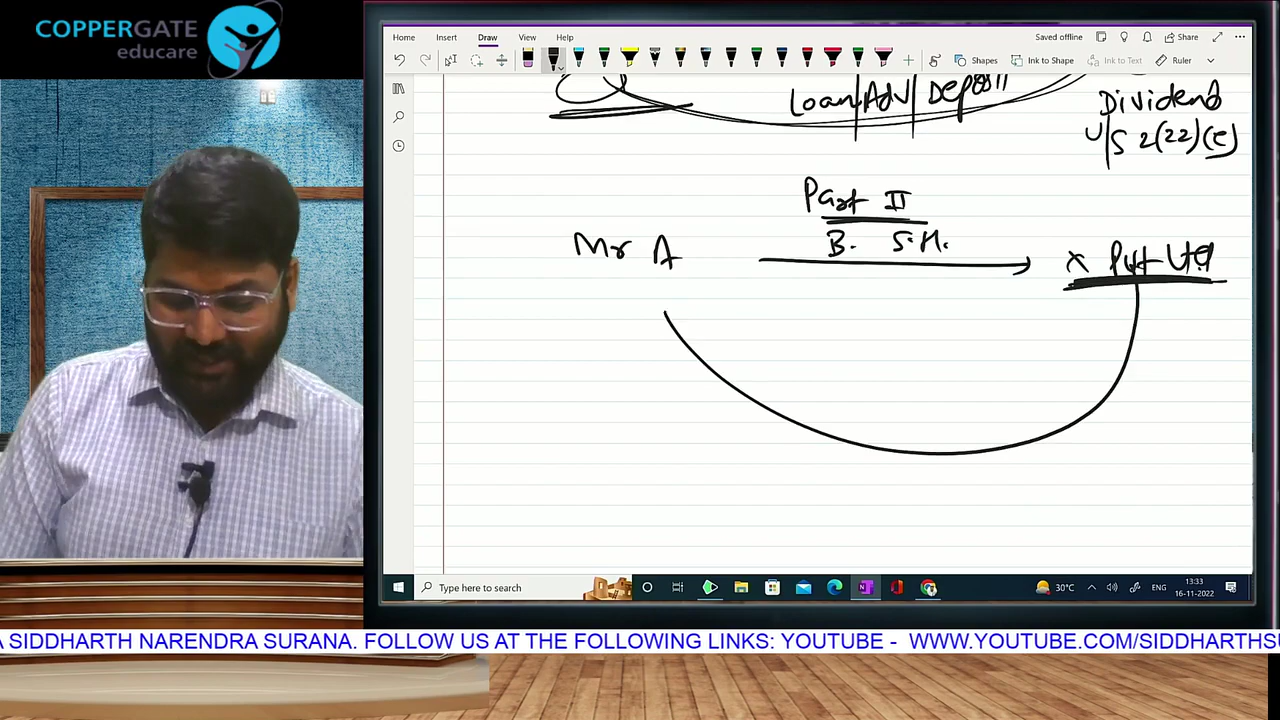 COPPERGATE
educare
Home Insert Draw View Help
Saved offline
Share
Shapes
Ink to Shape
Ink to Text
Ruler
Loan/Adv/Deposit
Dividend
U/S 2(22)(e)
Part II
B. S.H.
Mr A
X Pvt Ltd
Type here to search
30°C
ENG
13:33
16-11-2022
A SIDDHARTH NARENDRA SURANA. FOLLOW US AT THE FOLLOWING LINKS: YOUTUBE - WWW.YOUTUBE.COM/SIDDHARTHSU